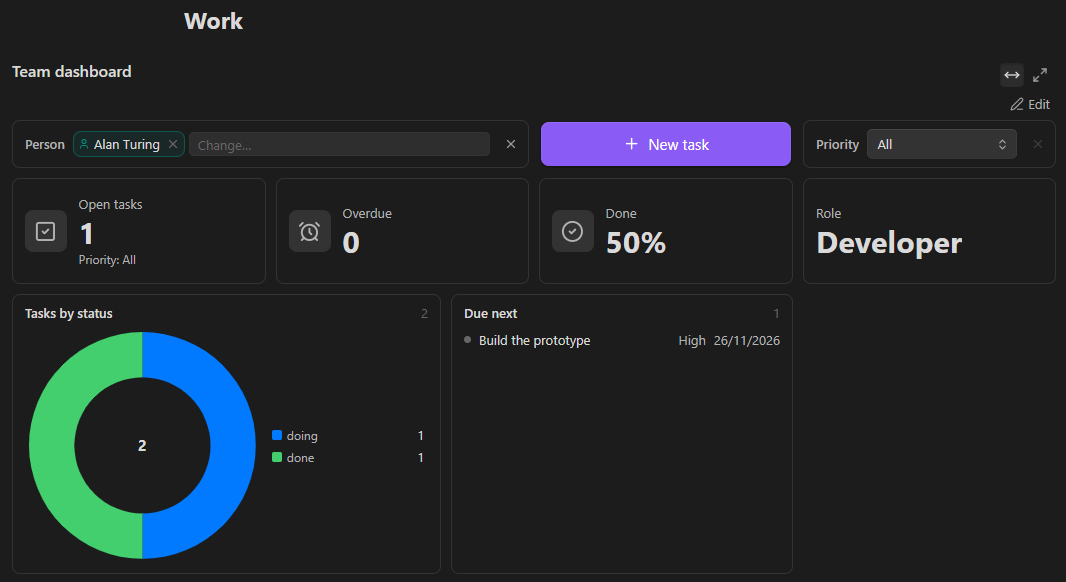 Work
Team dashboard
Edit
Person Alan Turing Change...
New task
Priority All
Open tasks
1
Priority: All
Overdue
0
Done
50%
Role
Developer
Tasks by status 2
2
doing 1
done 1
Due next 1
Build the prototype High 26/11/2026